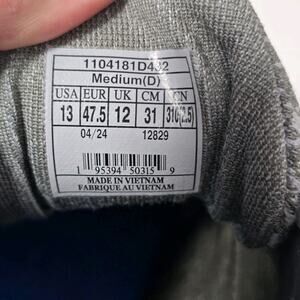 1104181D432
Medium(D)
USA EUR UK CM CN
13 47.5 12 31 310(2.5)
04/24 12829
1 95394 50315 9
MADE IN VIETNAM
FABRIQUE AU VIETNAM